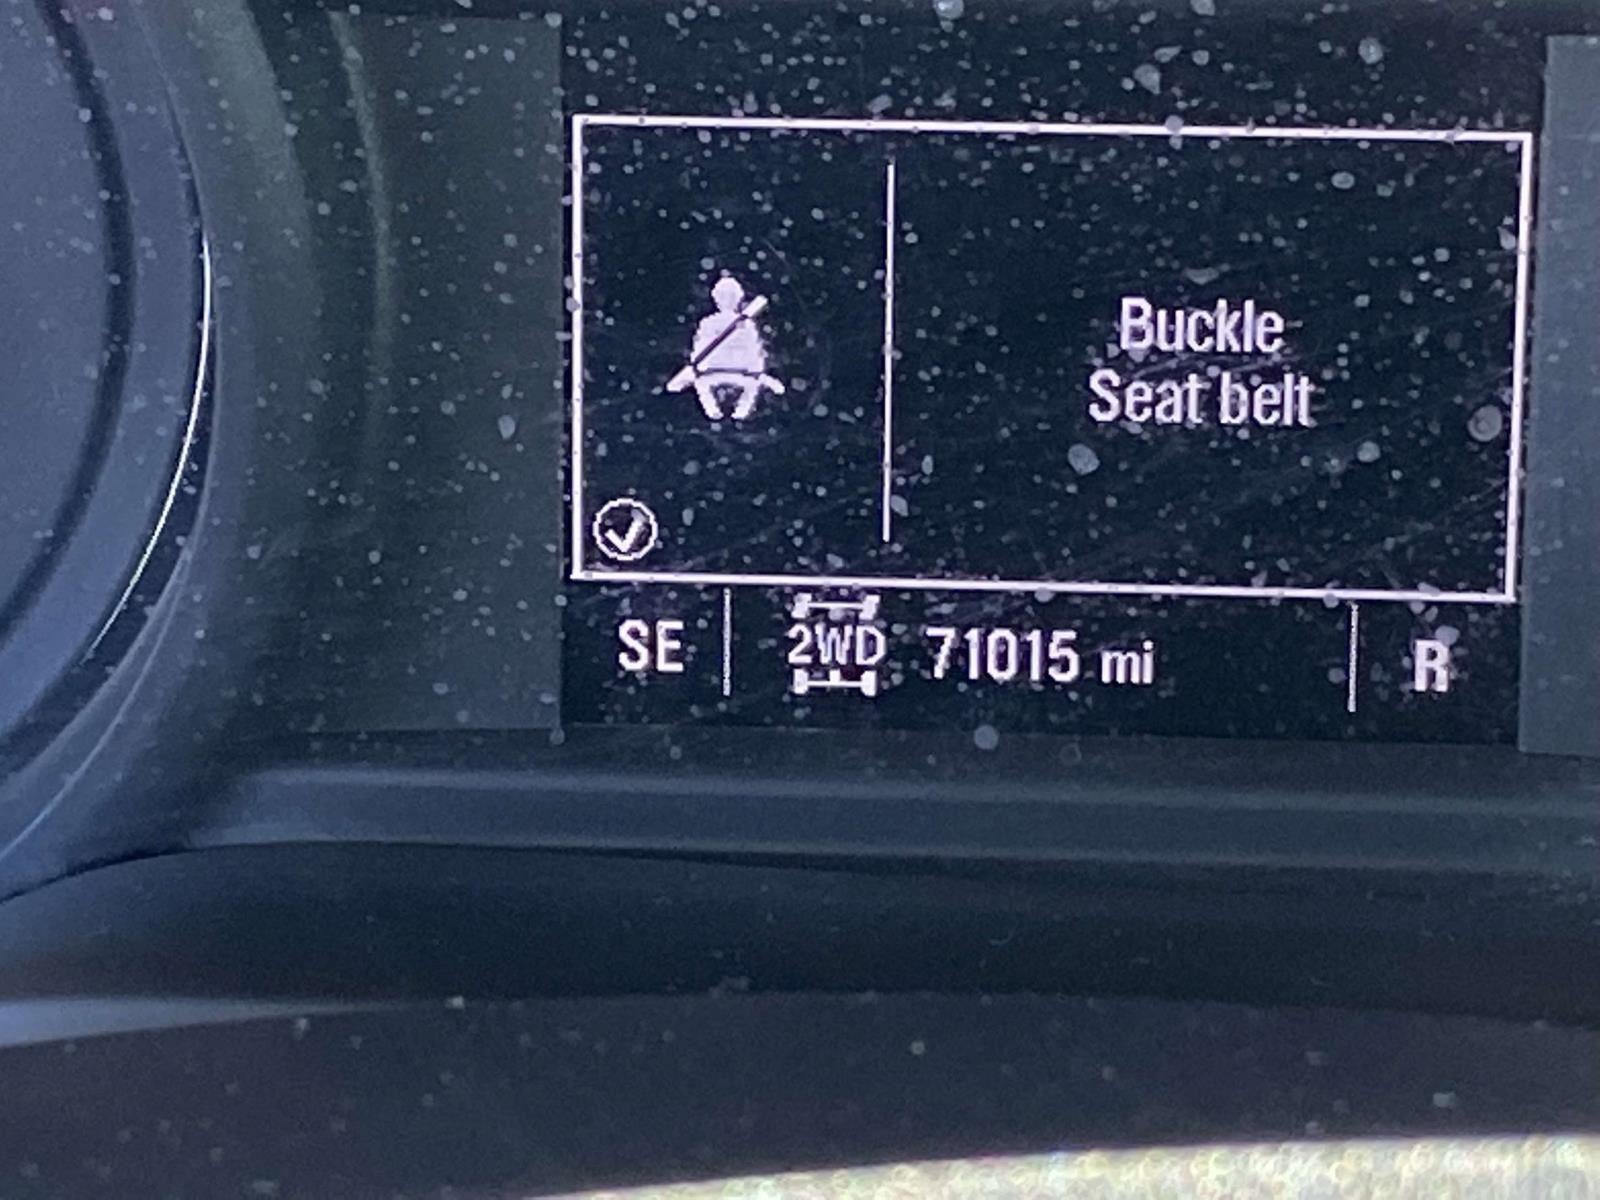 Buckle
Seat belt
SE 2WD 71015 mi R